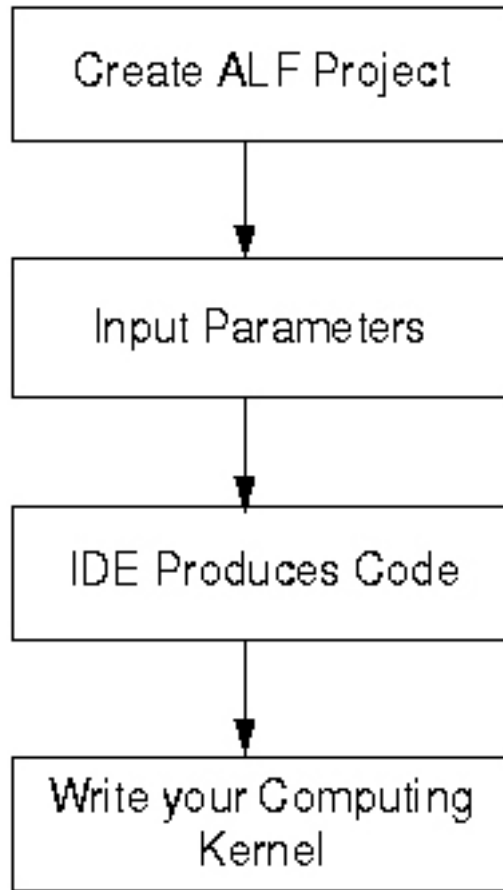 Create ALF Project
Input Parameters
IDE Produces Code
Write your Computing
Kernel